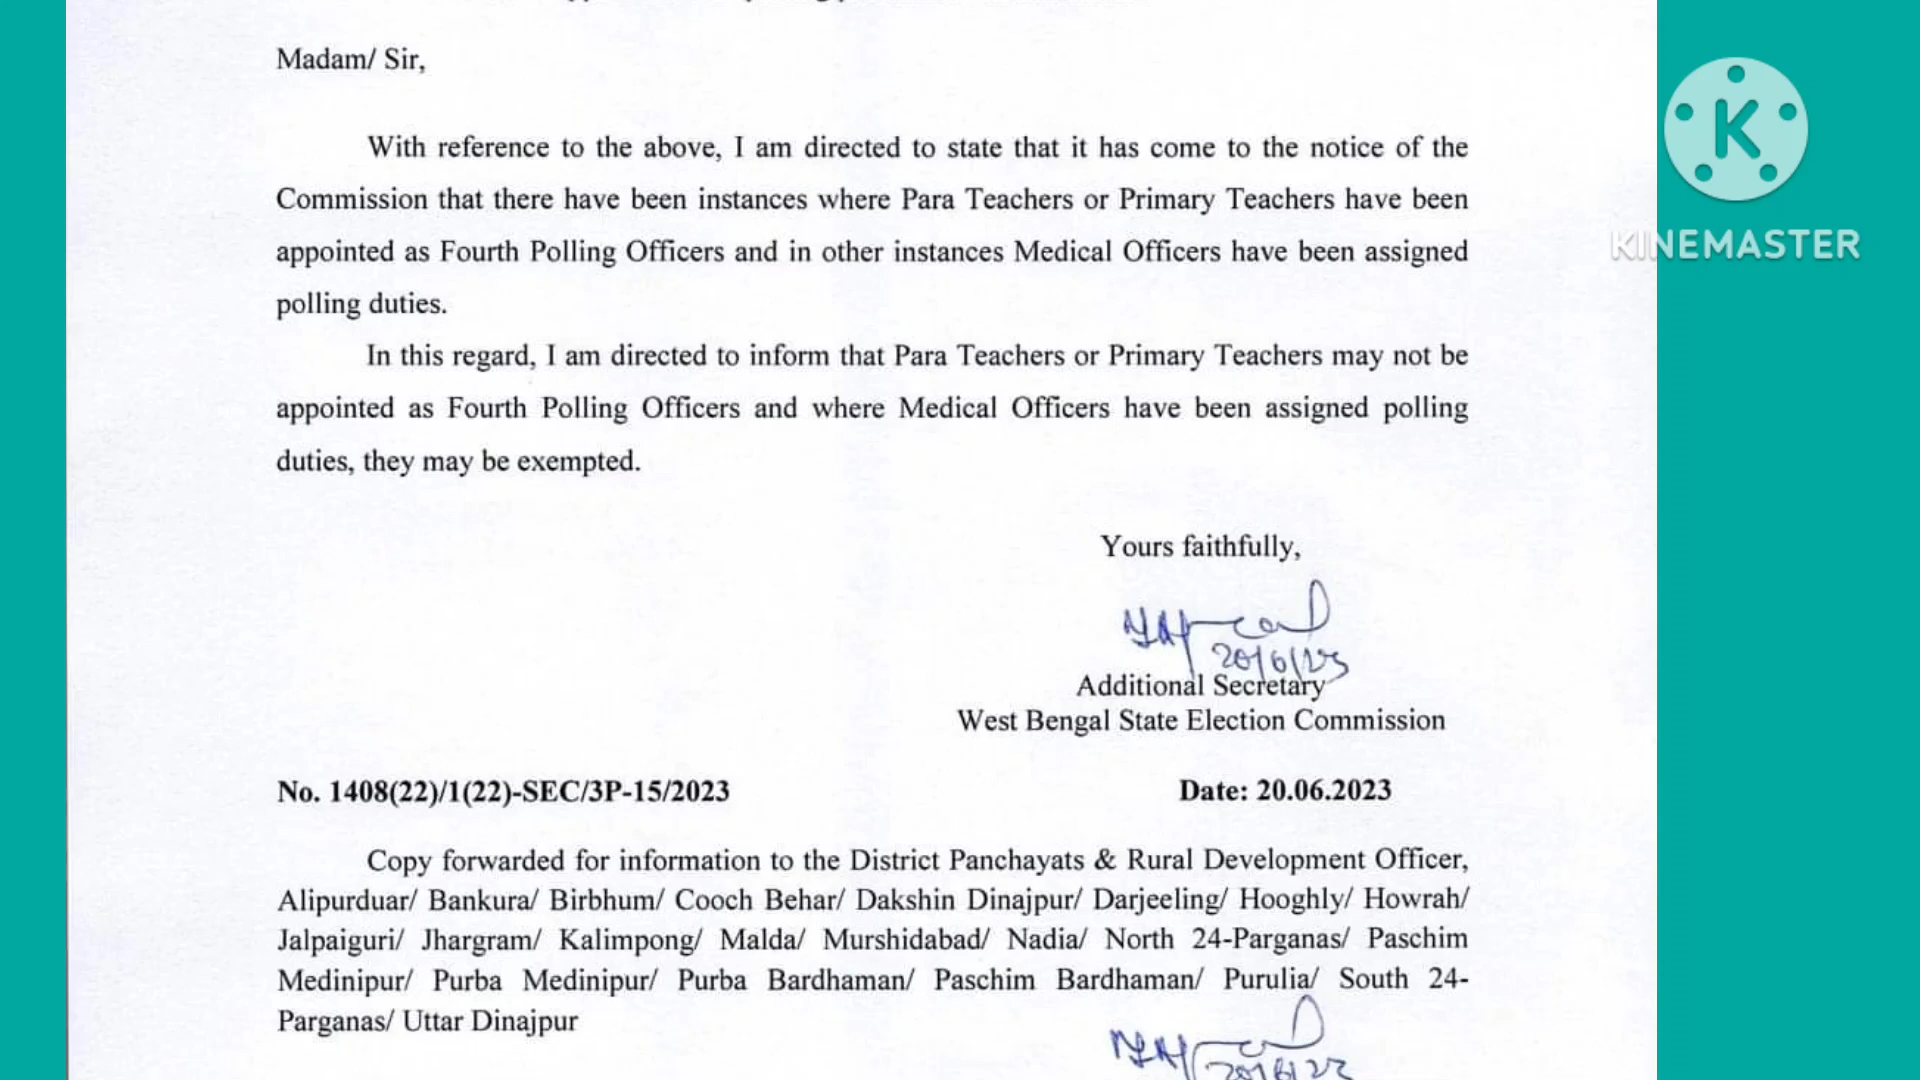 Madam/ Sir,
With reference to the above, I am directed to state that it has come to the notice of the
Commission that there have been instances where Para Teachers or Primary Teachers have been
appointed as Fourth Polling Officers and in other instances Medical Officers have been assigned
polling duties.
In this regard, I am directed to inform that Para Teachers or Primary Teachers may not be
appointed as Fourth Polling Officers and where Medical Officers have been assigned polling
duties, they may be exempted.
Yours faithfully,
20/6/23
Additional Secretary
West Bengal State Election Commission
No. 1408(22)/1(22)-SEC/3P-15/2023 Date: 20.06.2023
Copy forwarded for information to the District Panchayats & Rural Development Officer,
Alipurduar/ Bankura/ Birbhum/ Cooch Behar/ Dakshin Dinajpur/ Darjeeling/ Hooghly/ Howrah/
Jalpaiguri/ Jhargram/ Kalimpong/ Malda/ Murshidabad/ Nadia/ North 24-Parganas/ Paschim
Medinipur/ Purba Medinipur/ Purba Bardhaman/ Paschim Bardhaman/ Purulia/ South 24-
Parganas/ Uttar Dinajpur
K
KINEMASTER